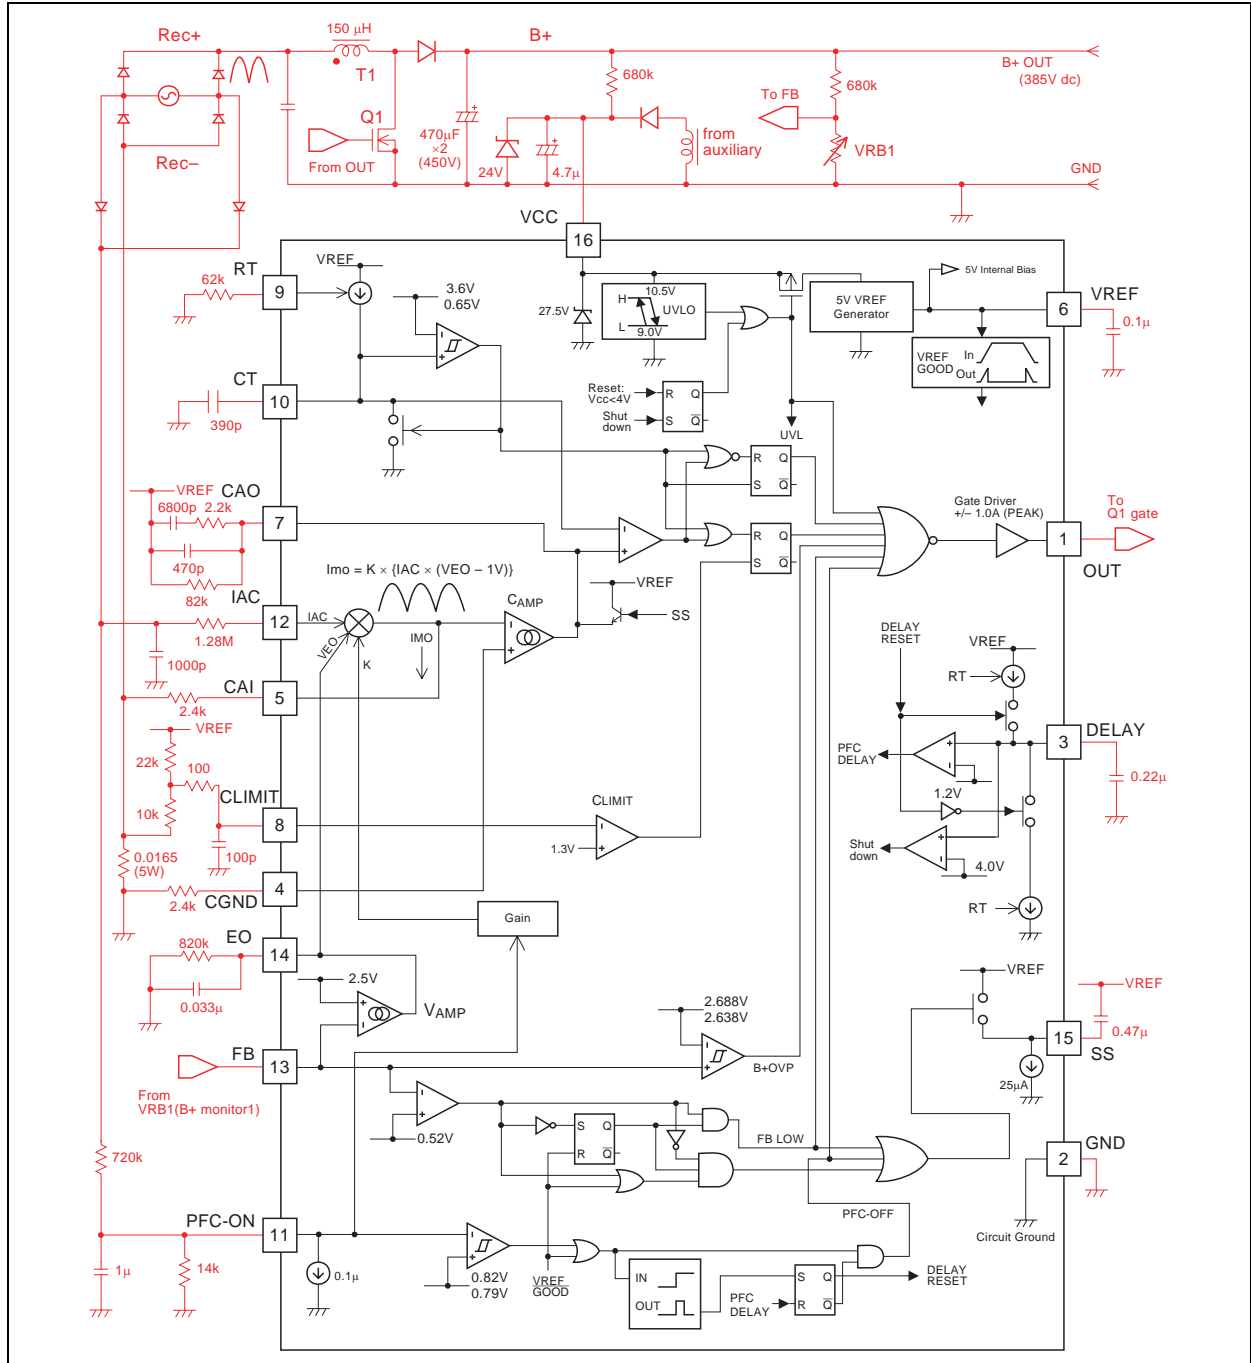 Rec+
150 μH
T1
B+
B+ OUT
(385V dc)
680k
680k
To FB
Q1
From OUT
470μF
×2
(450V)
24V
4.7μ
from
auxiliary
VRB1
Rec–
GND
VCC
16
RT
9
62k
VREF
3.6V
0.65V
27.5V
H
10.5V
UVLO
L
9.0V
5V VREF
Generator
5V Internal Bias
6
VREF
0.1μ
VREF
GOOD
In
Out
CT
10
390p
Reset:
Vcc<4V
Shut
down
R
Q
S
Q
UVL
R
Q
S
Q
CAO
VREF
6800p
2.2k
7
470p
82k
R
Q
S
Q
Gate Driver
+/– 1.0A (PEAK)
To
Q1 gate
1
OUT
Imo = K × {IAC × (VEO – 1V)}
IAC
12
1.28M
1000p
IAC
VEO
K
IMO
CAMP
VREF
SS
CAI
5
2.4k
DELAY
RESET
VREF
RT
PFC
DELAY
3
DELAY
0.22μ
1.2V
Shut
down
4.0V
RT
VREF
22k
100
10k
CLIMIT
8
100p
CLIMIT
1.3V
0.0165
(5W)
4
CGND
2.4k
Gain
EO
14
820k
0.033μ
2.5V
VAMP
2.688V
2.638V
B+OVP
VREF
VREF
0.47μ
15
SS
25μA
FB
13
From
VRB1(B+ monitor1)
0.52V
S
Q
R
Q
FB LOW
GND
2
Circuit Ground
720k
PFC-OFF
PFC-ON
11
1μ
14k
0.1μ
0.82V
0.79V
VREF
GOOD
IN
OUT
PFC
DELAY
S
Q
R
Q
DELAY
RESET